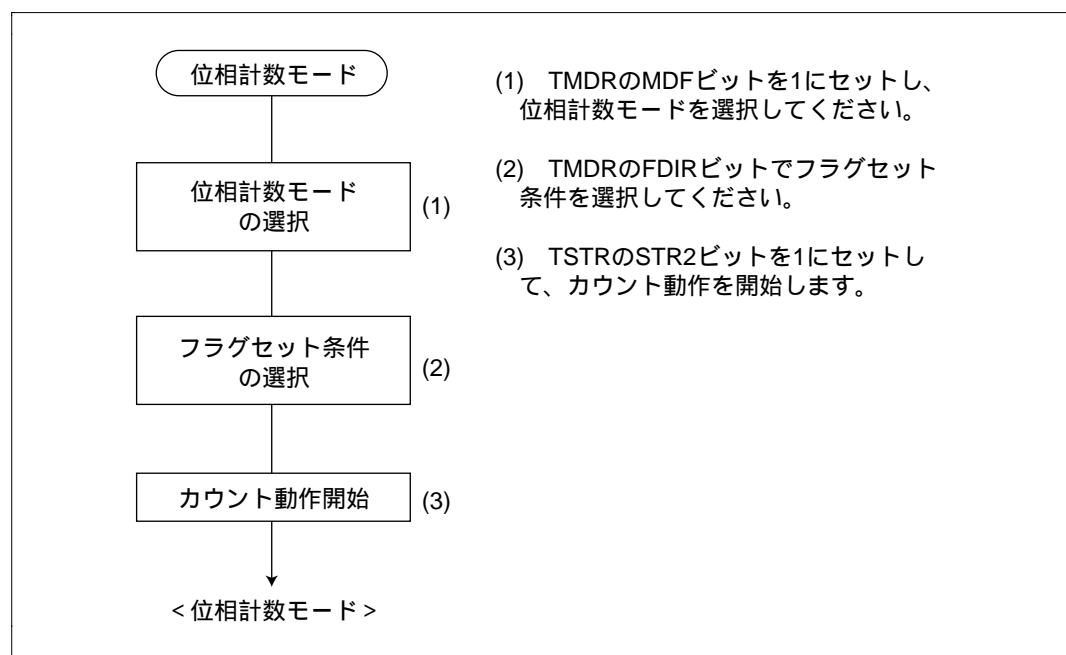 位相計数モード
位相計数モード
の選択
(1)
フラグセット条件
の選択
(2)
カウント動作開始
(3)
＜位相計数モード＞
(1) TMDRのMDFビットを1にセットし、
位相計数モードを選択してください。
(2) TMDRのFDIRビットでフラグセット
条件を選択してください。
(3) TSTRのSTR2ビットを1にセットし
て、カウント動作を開始します。